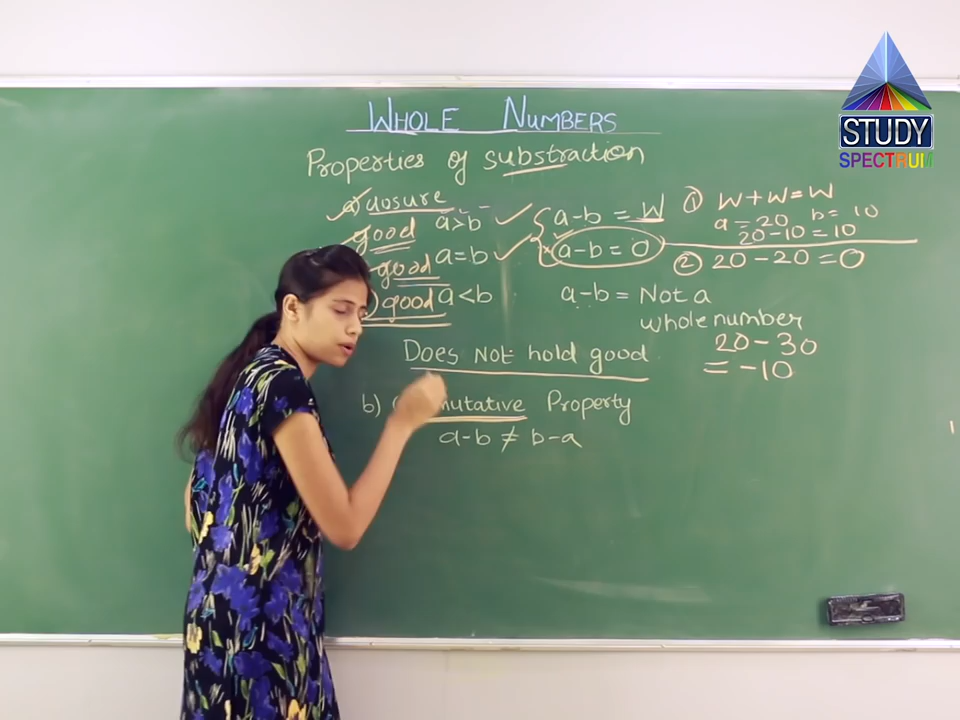 STUDY
SPECTRUM
WHOLE NUMBERS
Properties of substraction
a) closure
good a>b a-b = W
good a=b a-b = 0
good a<b a-b = Not a
whole number
① W+W=W
a=20 b=10
20-10=10
② 20-20=0
20-30
= -10
Does Not hold good
b) Property
a-b ≠ b-a